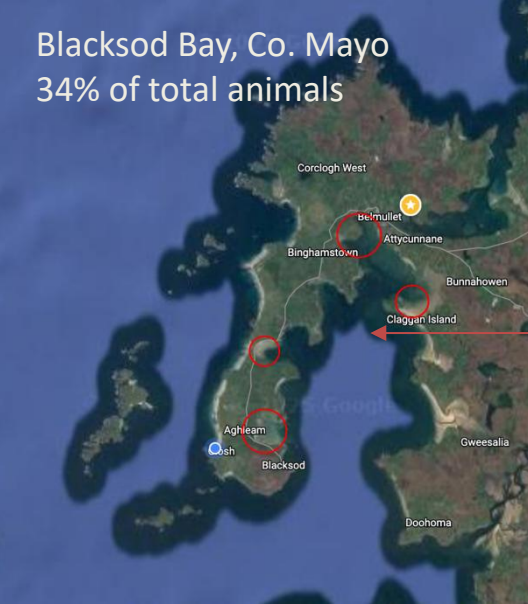 Blacksod Bay, Co. Mayo
34% of total animals
Corclogh West
Belmullet
Attycunnane
Binghamstown
Bunnahowen
Claggan Island
Google
Aghleam
Gweesalia
Blacksod
Doohoma